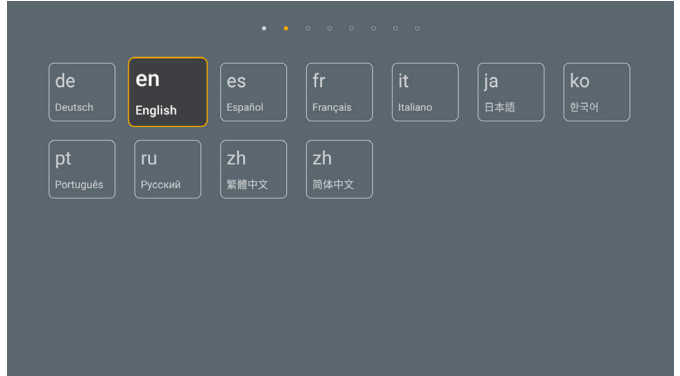 de
Deutsch
en
English
es
Español
fr
Français
it
Italiano
ja
日本語
ko
한국어
pt
Português
ru
Русский
zh
繁體中文
zh
简体中文